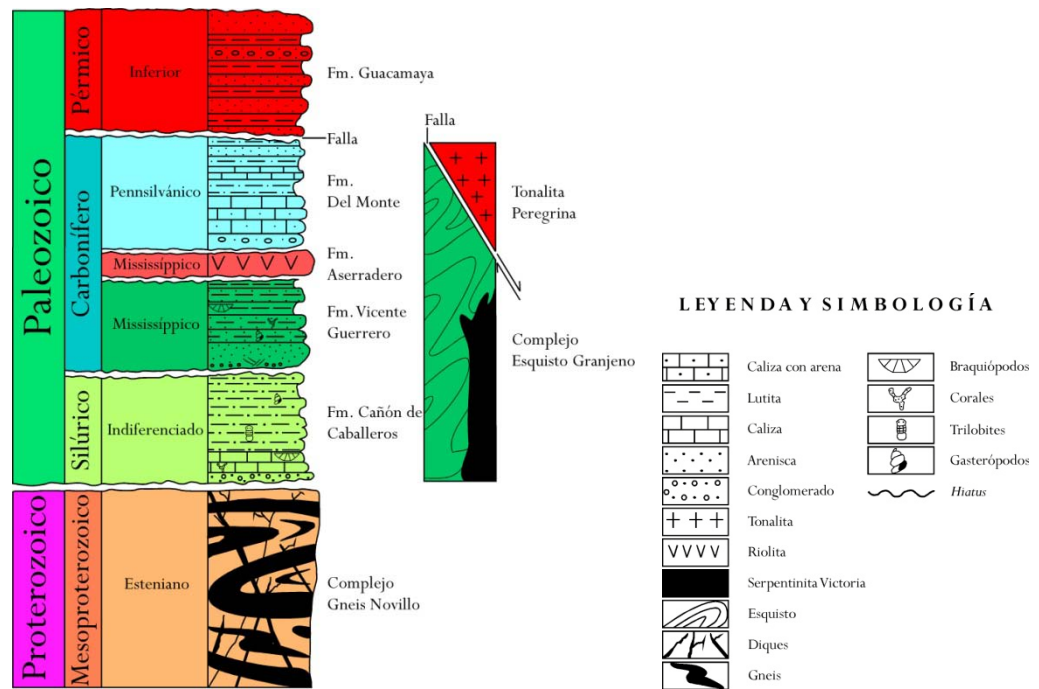 Paleozoico
Pérmico
Inferior
Fm. Guacamaya
Falla
Carbonífero
Pennsilvánico
Fm.
Del Monte
Mississíppico
Fm.
Aserradero
Mississíppico
Fm. Vicente
Guerrero
Silúrico
Indiferenciado
Fm. Cañón de
Caballeros
Proterozoico
Mesoproterozoico
Esteniano
Complejo
Gneis Novillo
Falla
Tonalita
Peregrina
Complejo
Esquisto Granjeno
LEYENDA Y SIMBOLOGÍA
Caliza con arena
Lutita
Caliza
Arenisca
Conglomerado
Tonalita
Riolita
Serpentinita Victoria
Esquisto
Diques
Gneis
Braquiópodos
Corales
Trilobites
Gasterópodos
Hiatus